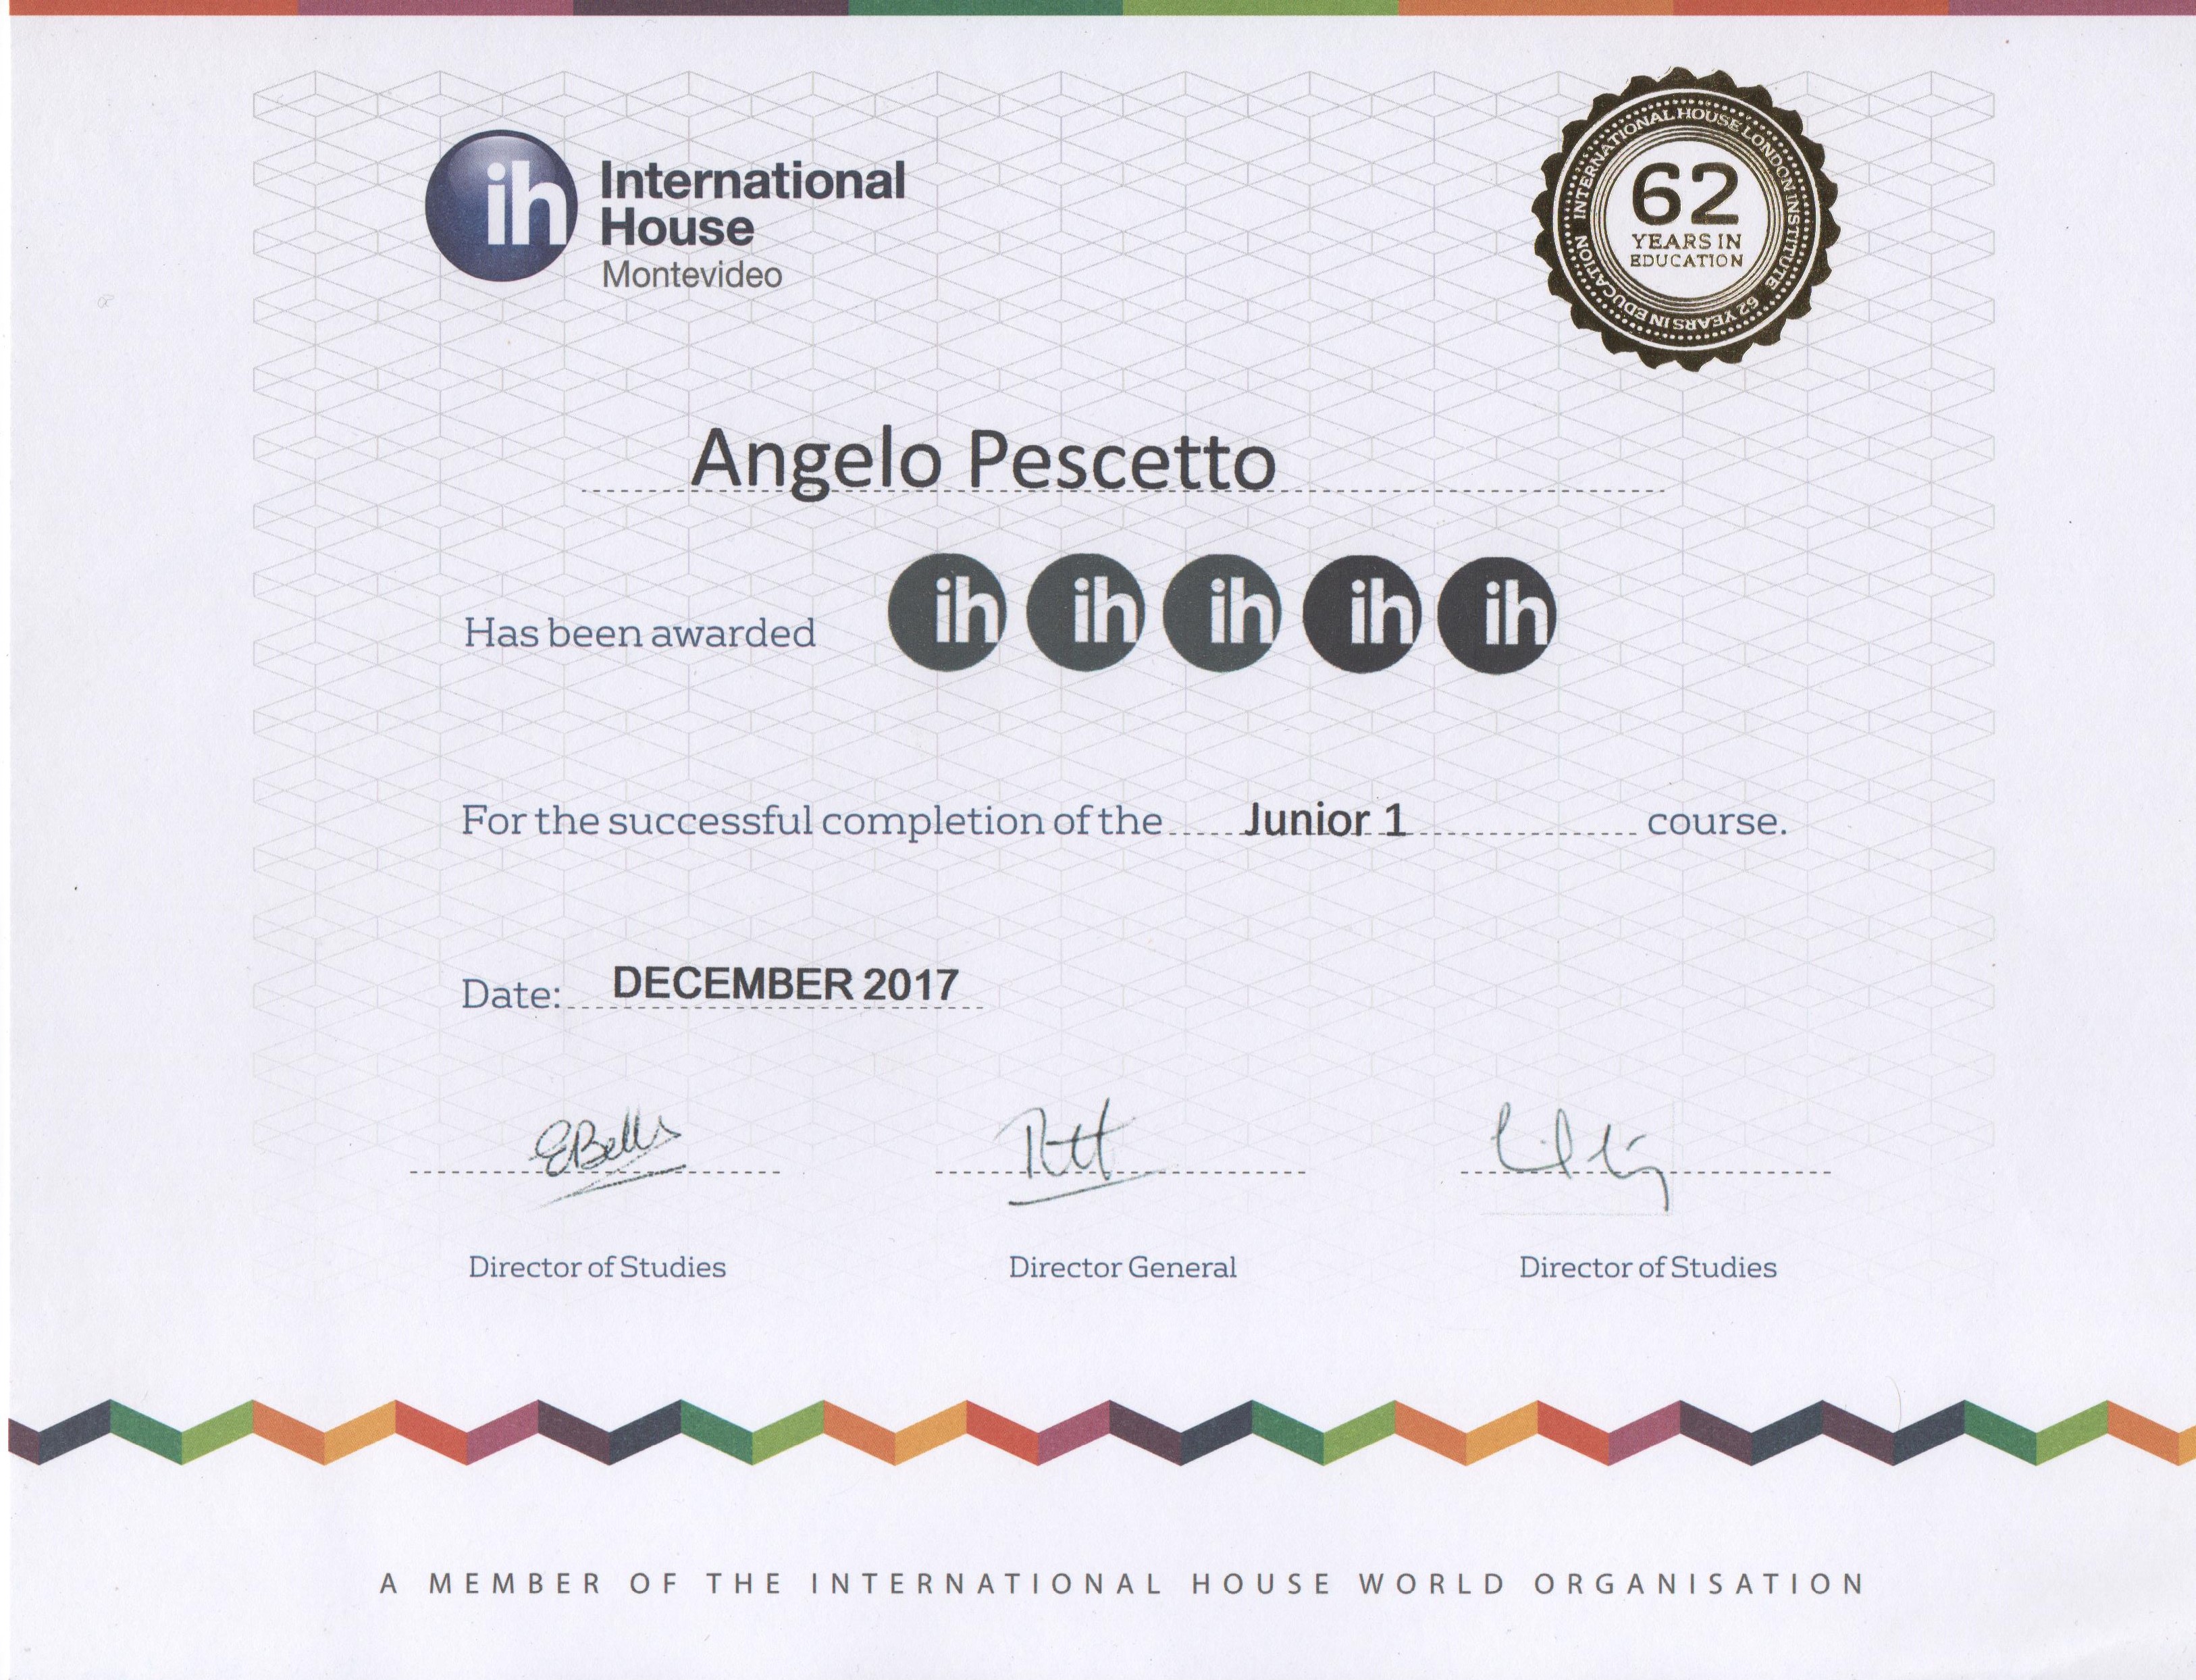 ih International
House
Montevideo
INTERNATIONAL HOUSE LONDON INSTITUTE 62 YEARS IN EDUCATION
62
YEARS IN
EDUCATION
Angelo Pescetto
Has been awarded ih ih ih ih ih
For the successful completion of the Junior 1 course.
Date: DECEMBER 2017
EBells
Director of Studies Director General Director of Studies
A MEMBER OF THE INTERNATIONAL HOUSE WORLD ORGANISATION